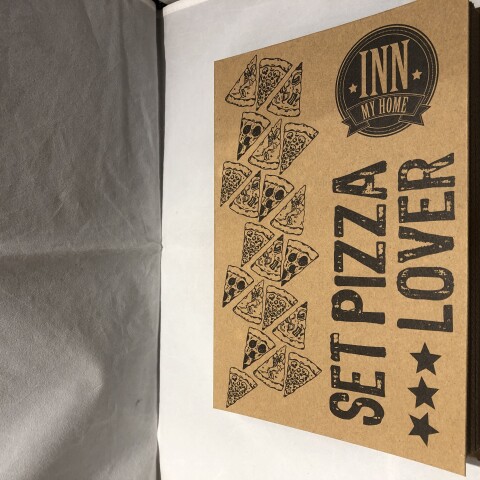 INN
MY HOME
SET PIZZA
LOVER